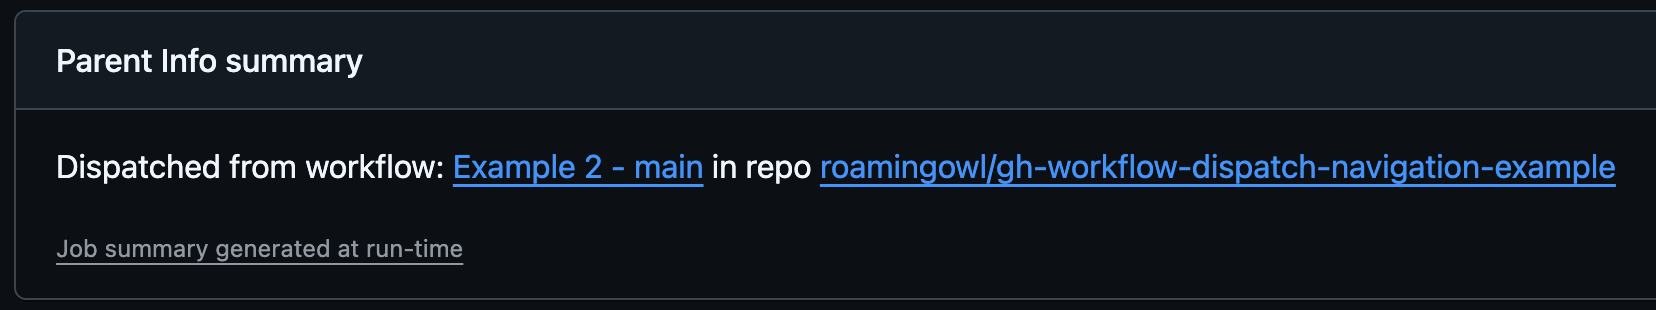 Parent Info summary
Dispatched from workflow: Example 2 - main in repo roamingowl/gh-workflow-dispatch-navigation-example
Job summary generated at run-time